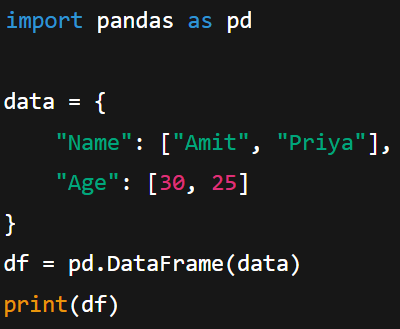 import pandas as pd
data = {
    "Name": ["Amit", "Priya"],
    "Age": [30, 25]
}
df = pd.DataFrame(data)
print(df)